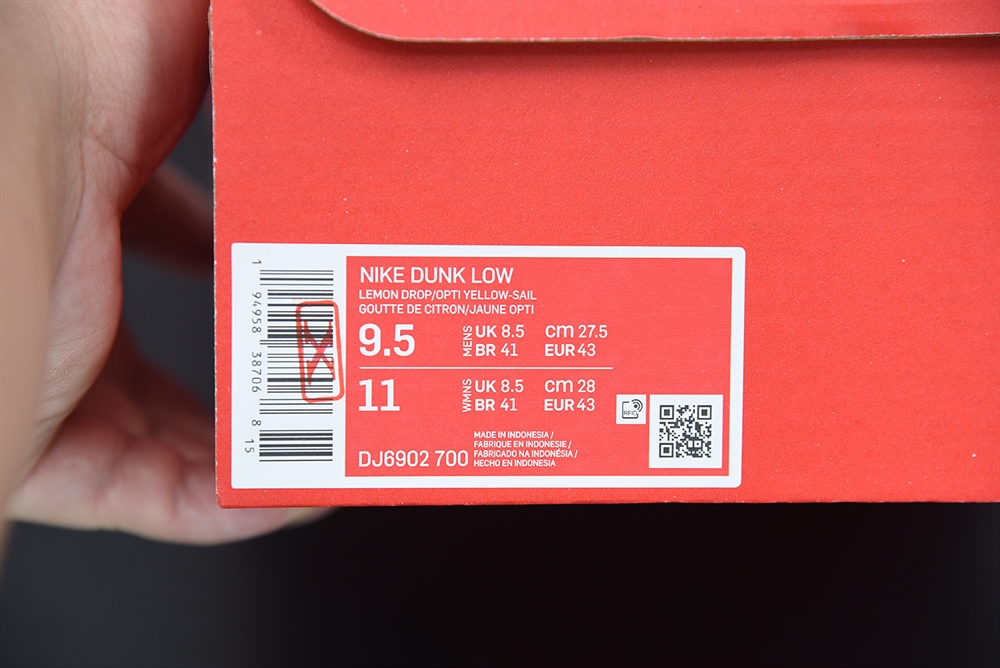 NIKE DUNK LOW
LEMON DROP/OPTI YELLOW-SAIL
GOUTTE DE CITRON/JAUNE OPTI
9.5 MENS UK 8.5 cm 27.5
BR 41 EUR 43
11 WMNS UK 8.5 cm 28
BR 41 EUR 43
RFID
DJ6902 700
MADE IN INDONESIA /
FABRIQUE EN INDONESIE /
FABRICADO NA INDONÉSIA /
HECHO EN INDONESIA
1 94958 38706 8 15